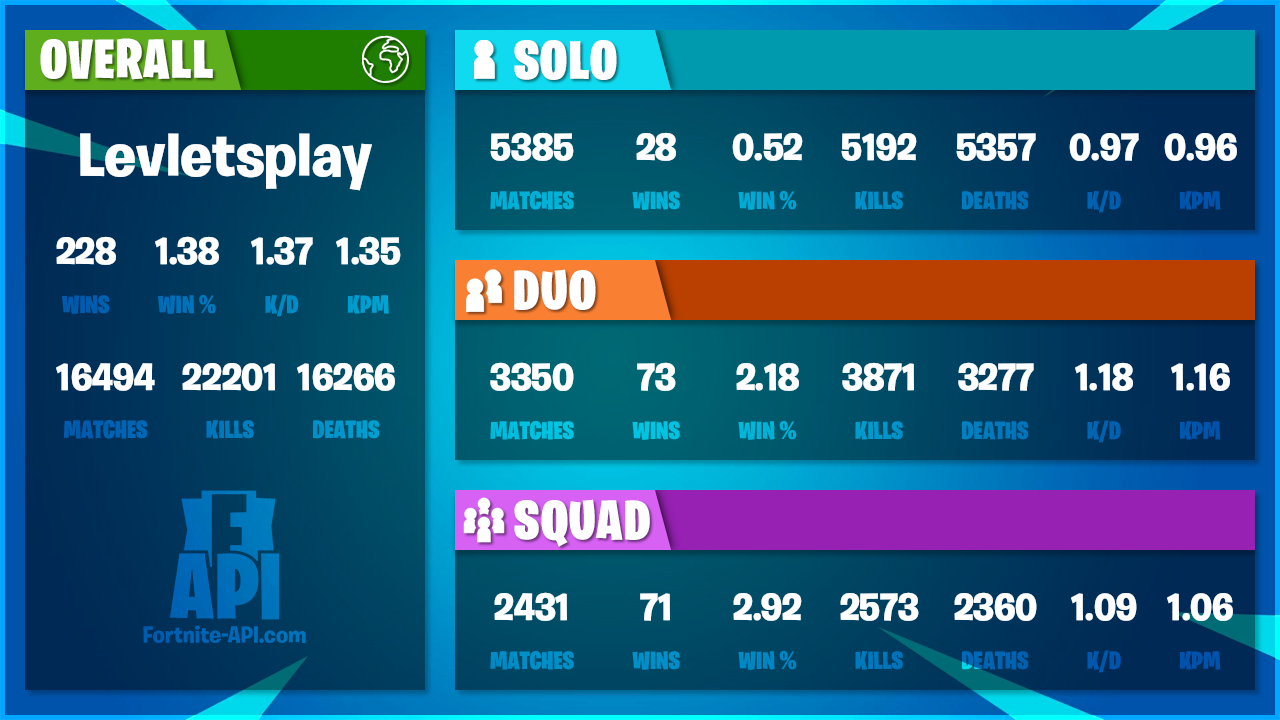 OVERALL
Levletsplay
228 1.38 1.37 1.35
WINS WIN % K/D KPM
16494 22201 16266
MATCHES KILLS DEATHS
F
API
Fortnite-API.com
SOLO
5385 28 0.52 5192 5357 0.97 0.96
MATCHES WINS WIN % KILLS DEATHS K/D KPM
DUO
3350 73 2.18 3871 3277 1.18 1.16
MATCHES WINS WIN % KILLS DEATHS K/D KPM
SQUAD
2431 71 2.92 2573 2360 1.09 1.06
MATCHES WINS WIN % KILLS DEATHS K/D KPM